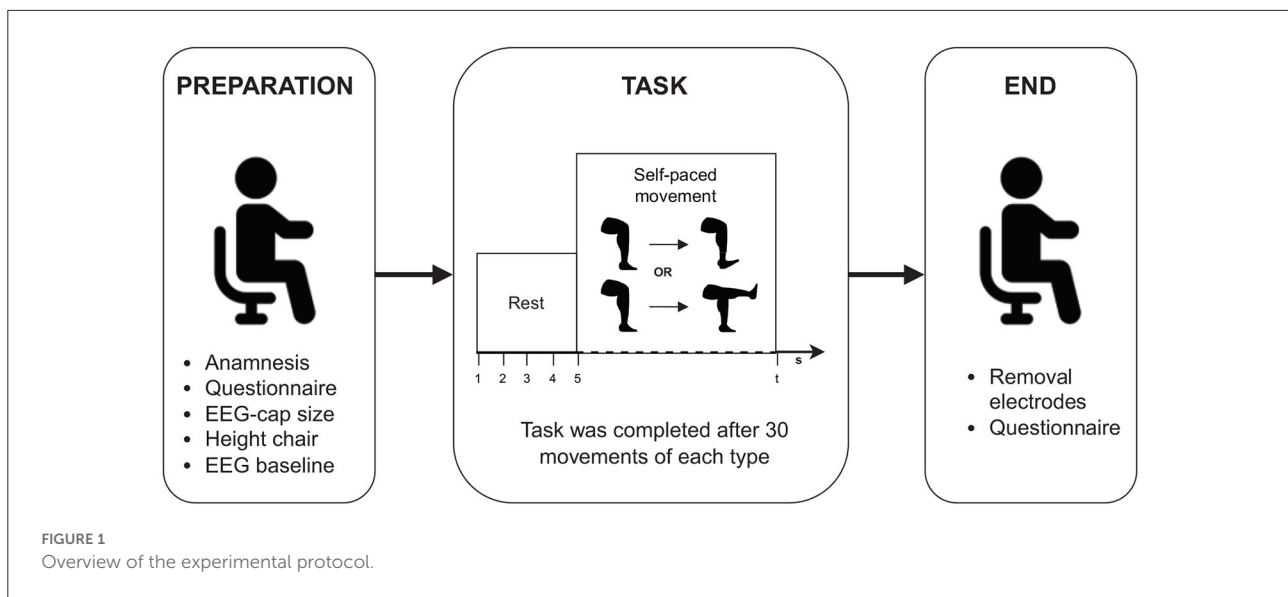 PREPARATION
• Anamnesis
• Questionnaire
• EEG-cap size
• Height chair
• EEG baseline
TASK
Self-paced
movement
OR
Rest
s
1 2 3 4 5 t
Task was completed after 30
movements of each type
END
• Removal
electrodes
• Questionnaire
FIGURE 1
Overview of the experimental protocol.